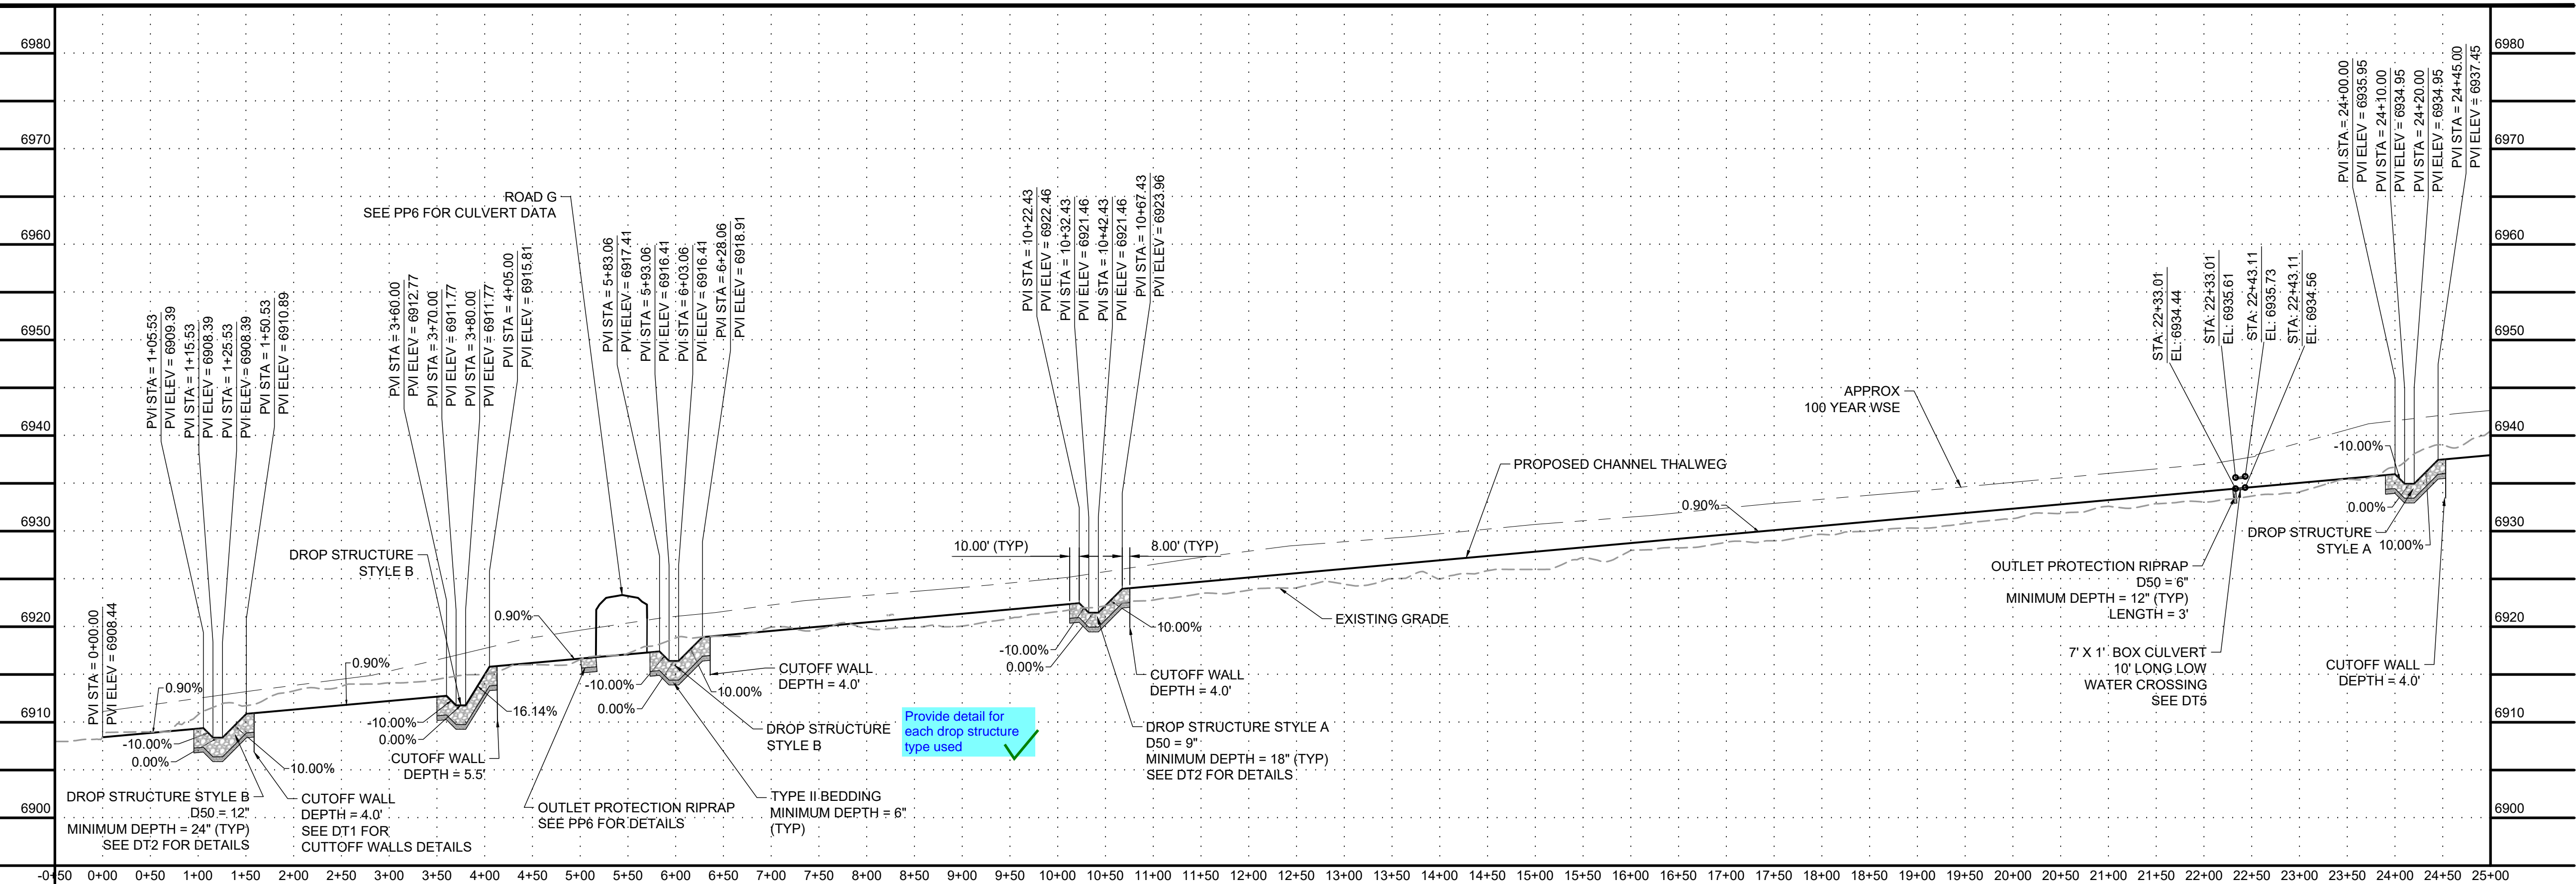 6980
6970
6960
6950
6940
6930
6920
6910
6900
PVI STA = 0+00.00
PVI ELEV = 6908.44
PVI STA = 1+05.53
PVI ELEV = 6909.39
PVI STA = 1+15.53
PVI ELEV = 6908.39
PVI STA = 1+25.53
PVI ELEV = 6908.39
PVI STA = 1+50.53
PVI ELEV = 6910.89
0.90%
-10.00%
0.00%
10.00%
DROP STRUCTURE STYLE B
D50 = 12"
MINIMUM DEPTH = 24" (TYP)
SEE DT2 FOR DETAILS
CUTOFF WALL
DEPTH = 4.0'
SEE DT1 FOR
CUTTOFF WALLS DETAILS
0.90%
PVI STA = 3+60.00
PVI ELEV = 6912.77
PVI STA = 3+70.00
PVI ELEV = 6911.77
PVI STA = 3+80.00
PVI ELEV = 6911.77
PVI STA = 4+05.00
PVI ELEV = 6915.81
DROP STRUCTURE
STYLE B
-10.00%
0.00%
16.14%
CUTOFF WALL
DEPTH = 5.5'
ROAD G
SEE PP6 FOR CULVERT DATA
0.90%
OUTLET PROTECTION RIPRAP
SEE PP6 FOR DETAILS
PVI STA = 5+83.06
PVI ELEV = 6917.41
PVI STA = 5+93.06
PVI ELEV = 6916.41
PVI STA = 6+03.06
PVI ELEV = 6916.41
PVI STA = 6+28.06
PVI ELEV = 6918.91
-10.00%
0.00%
10.00%
CUTOFF WALL
DEPTH = 4.0'
DROP STRUCTURE
STYLE B
TYPE II BEDDING
MINIMUM DEPTH = 6"
(TYP)
Provide detail for
each drop structure
type used
PVI STA = 10+22.43
PVI ELEV = 6922.46
PVI STA = 10+32.43
PVI ELEV = 6921.46
PVI STA = 10+42.43
PVI ELEV = 6921.46
PVI STA = 10+67.43
PVI ELEV = 6923.96
10.00' (TYP)
8.00' (TYP)
-10.00%
0.00%
10.00%
CUTOFF WALL
DEPTH = 4.0'
DROP STRUCTURE STYLE A
D50 = 9"
MINIMUM DEPTH = 18" (TYP)
SEE DT2 FOR DETAILS
EXISTING GRADE
PROPOSED CHANNEL THALWEG
0.90%
APPROX
100 YEAR WSE
STA: 22+33.01
EL: 6934.44
STA: 22+33.01
EL: 6935.61
STA: 22+43.11
EL: 6935.73
STA: 22+43.11
EL: 6934.56
OUTLET PROTECTION RIPRAP
D50 = 6"
MINIMUM DEPTH = 12" (TYP)
LENGTH = 3'
7' X 1' BOX CULVERT
10' LONG LOW
WATER CROSSING
SEE DT5
PVI STA = 24+00.00
PVI ELEV = 6935.95
PVI STA = 24+10.00
PVI ELEV = 6934.95
PVI STA = 24+20.00
PVI ELEV = 6934.95
PVI STA = 24+45.00
PVI ELEV = 6937.45
-10.00%
0.00%
DROP STRUCTURE
STYLE A
10.00%
CUTOFF WALL
DEPTH = 4.0'
6980
6970
6960
6950
6940
6930
6920
6910
6900
-0+50 0+00 0+50 1+00 1+50 2+00 2+50 3+00 3+50 4+00 4+50 5+00 5+50 6+00 6+50 7+00 7+50 8+00 8+50 9+00 9+50 10+00 10+50 11+00 11+50 12+00 12+50 13+00 13+50 14+00 14+50 15+00 15+50 16+00 16+50 17+00 17+50 18+00 18+50 19+00 19+50 20+00 20+50 21+00 21+50 22+00 22+50 23+00 23+50 24+00 24+50 25+00